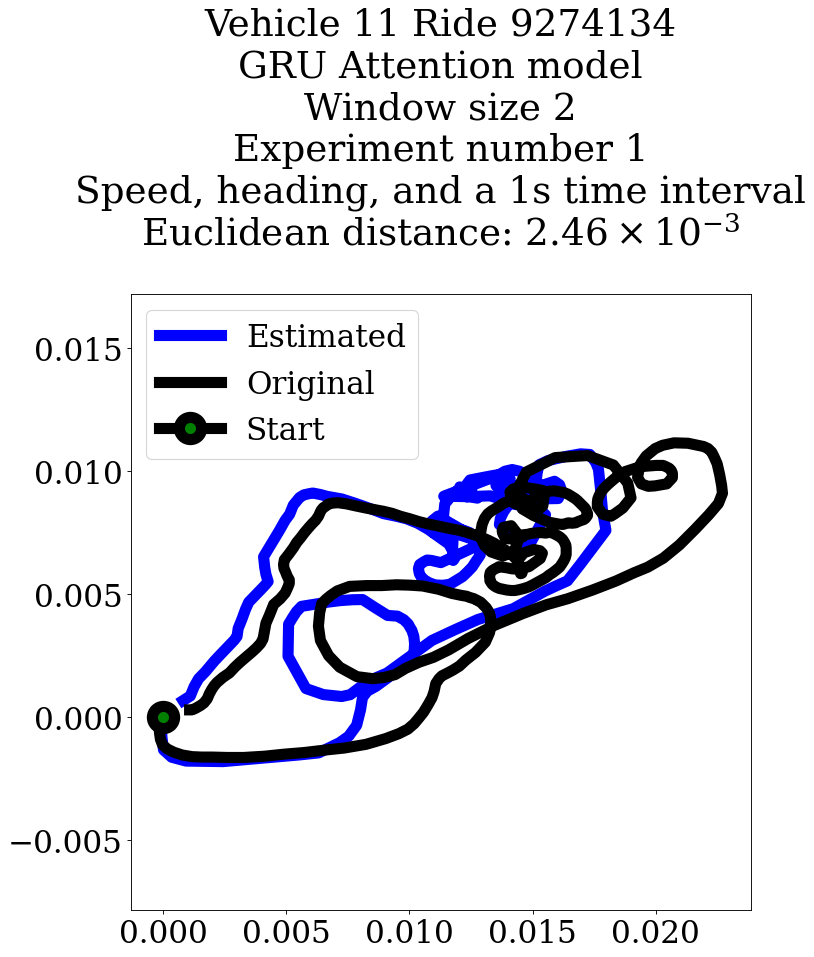 Vehicle 11 Ride 9274134
GRU Attention model
Window size 2
Experiment number 1
Speed, heading, and a 1s time interval
Euclidean distance: 2.46 × 10⁻³
Estimated
Original
Start
0.015
0.010
0.005
0.000
−0.005
0.000 0.005 0.010 0.015 0.020